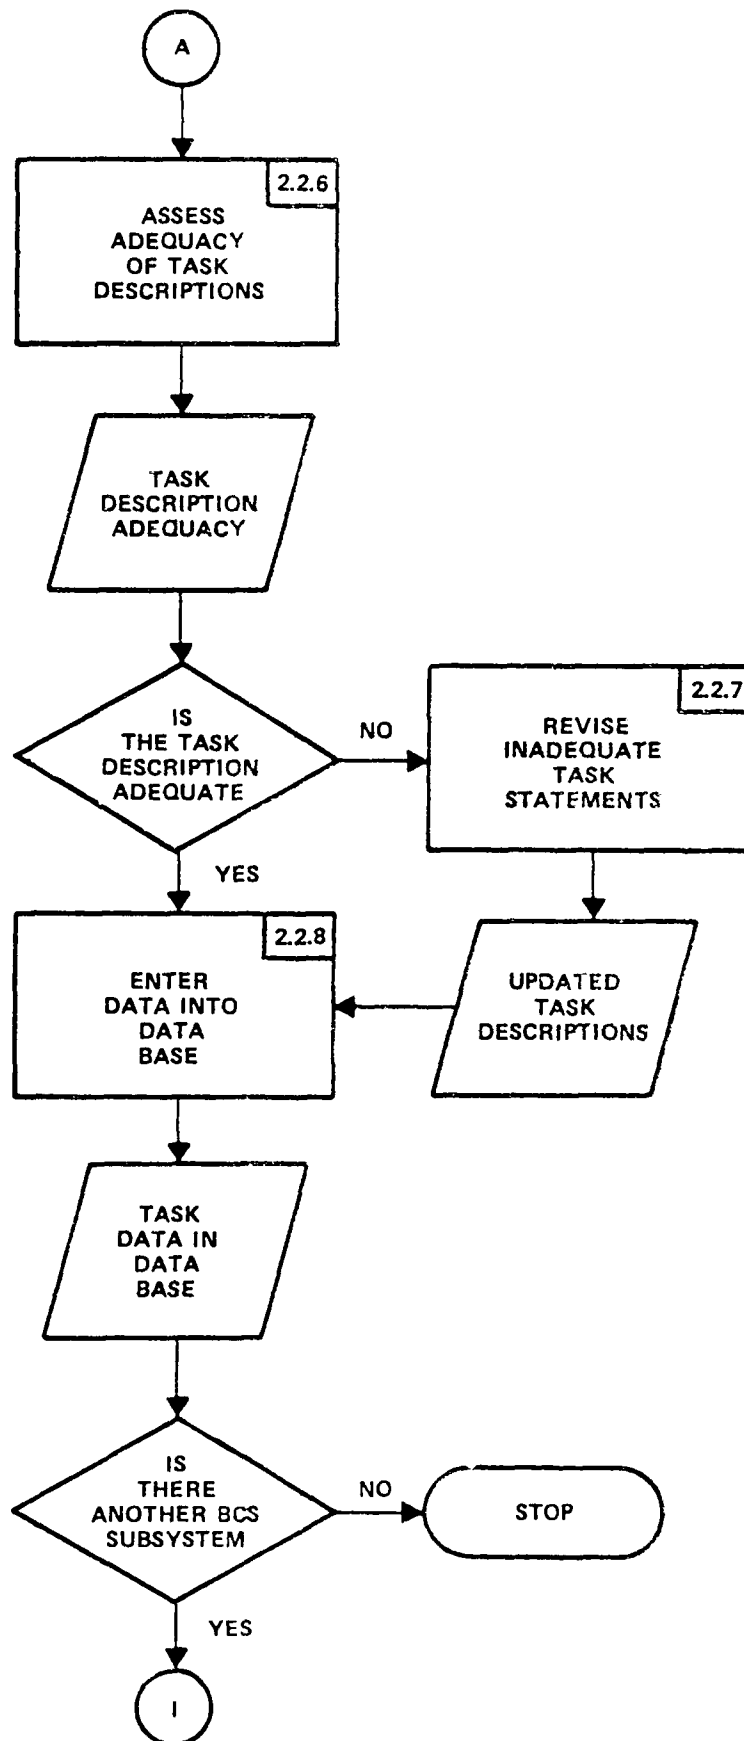 A
2.2.6
ASSESS
ADEQUACY
OF TASK
DESCRIPTIONS
TASK
DESCRIPTION
ADEQUACY
IS
THE TASK
DESCRIPTION
ADEQUATE
NO
2.2.7
REVISE
INADEQUATE
TASK
STATEMENTS
YES
UPDATED
TASK
DESCRIPTIONS
2.2.8
ENTER
DATA INTO
DATA
BASE
TASK
DATA IN
DATA
BASE
IS
THERE
ANOTHER BCS
SUBSYSTEM
NO
STOP
YES
I